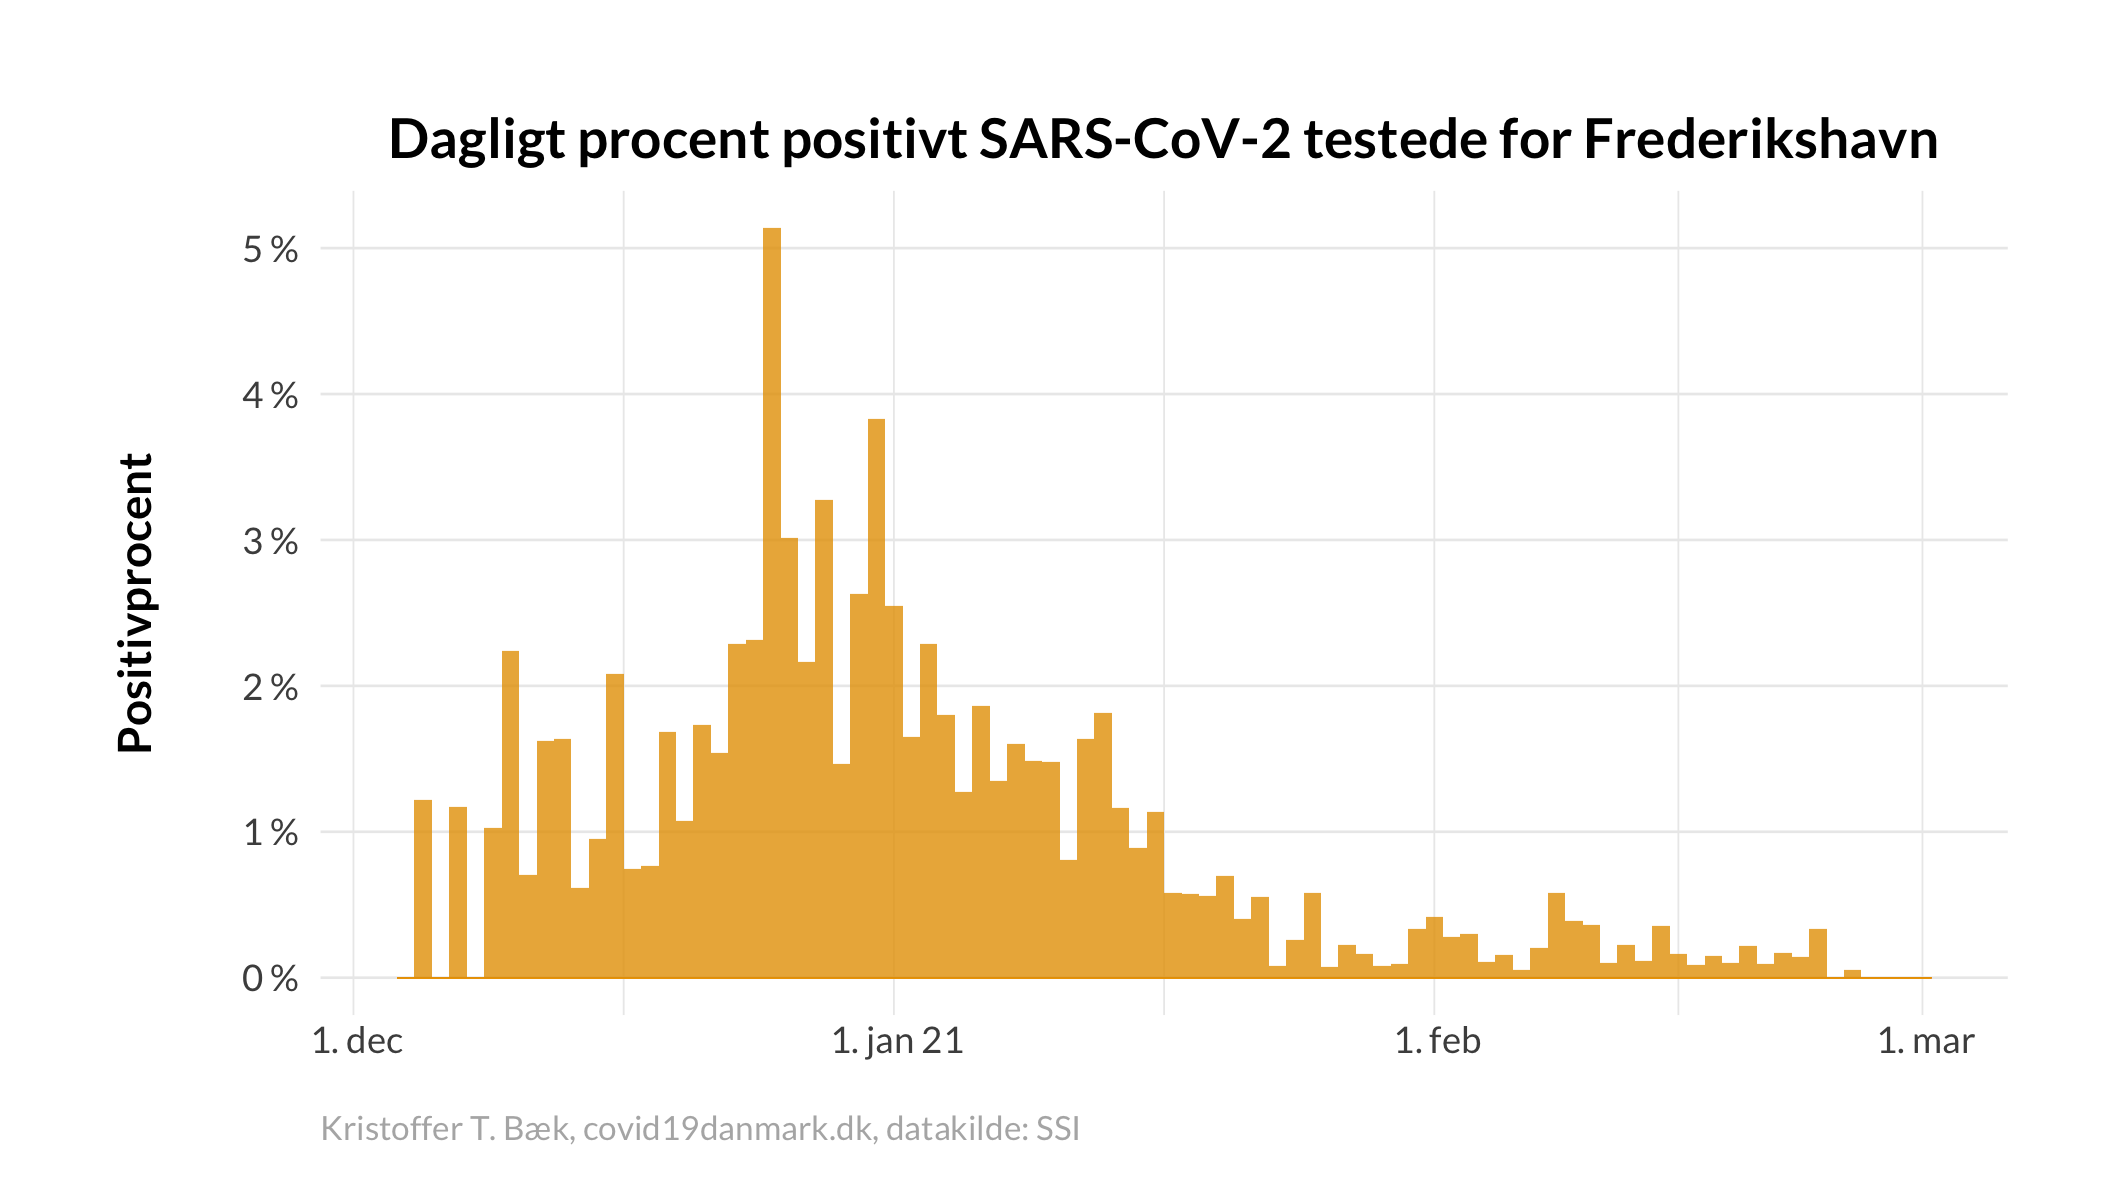 Dagligt procent positivt SARS-CoV-2 testede for Frederikshavn
Positivprocent
5 %
4 %
3 %
2 %
1 %
0 %
1. dec
1. jan 21
1. feb
1. mar
Kristoffer T. Bæk, covid19danmark.dk, datakilde: SSI